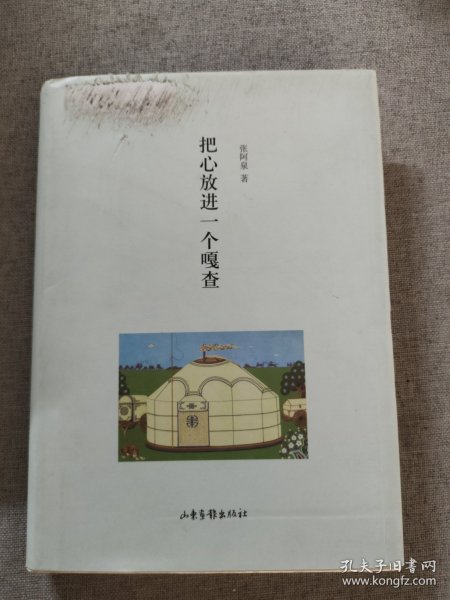 张阿泉 著
把心放进一个嘎查
山东画报出版社
孔夫子旧书网
www.kongfz.com